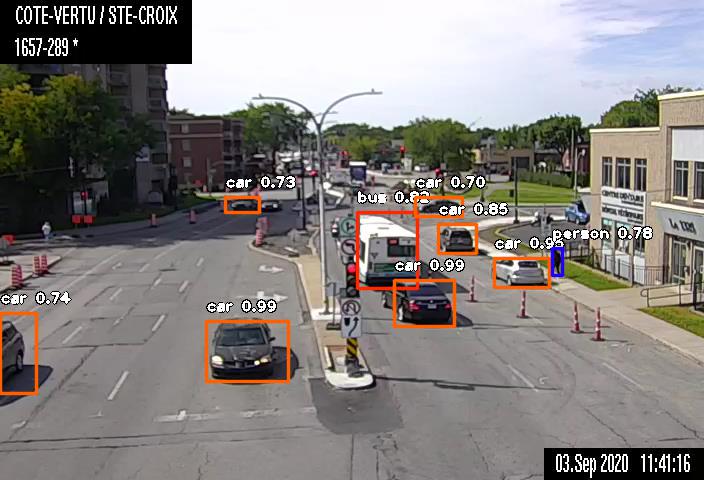 COTE-VERTU / STE-CROIX
1657-289 *
car 0.73
car 0.70
bus 0.82
car 0.85
person 0.78
car 0.9
car 0.99
car 0.74
car 0.99
03.Sep 2020 11:41:16